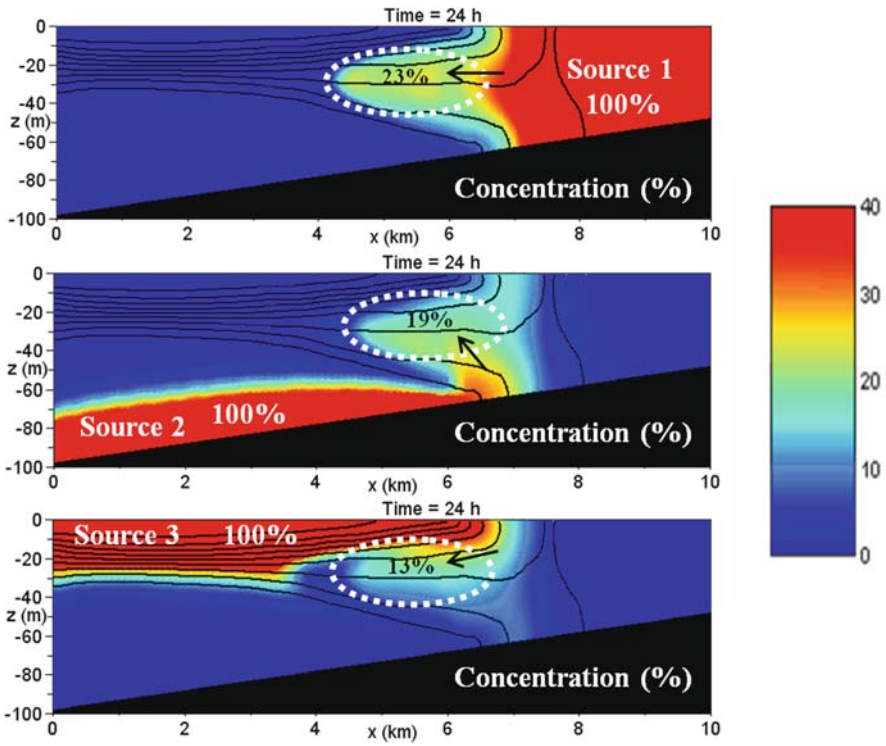 Time = 24 h
0
-20
-40
z (m)
-60
-80
-100
23%
Source 1
100%
Concentration (%)
0 2 4 6 8 10
x (km)
Time = 24 h
0
-20
-40
z (m)
-60
-80
-100
19%
Source 2 100%
Concentration (%)
0 2 4 6 8 10
x (km)
Time = 24 h
0
-20
-40
z (m)
-60
-80
-100
Source 3 100%
13%
Concentration (%)
0 2 4 6 8 10
x (km)
40
30
20
10
0